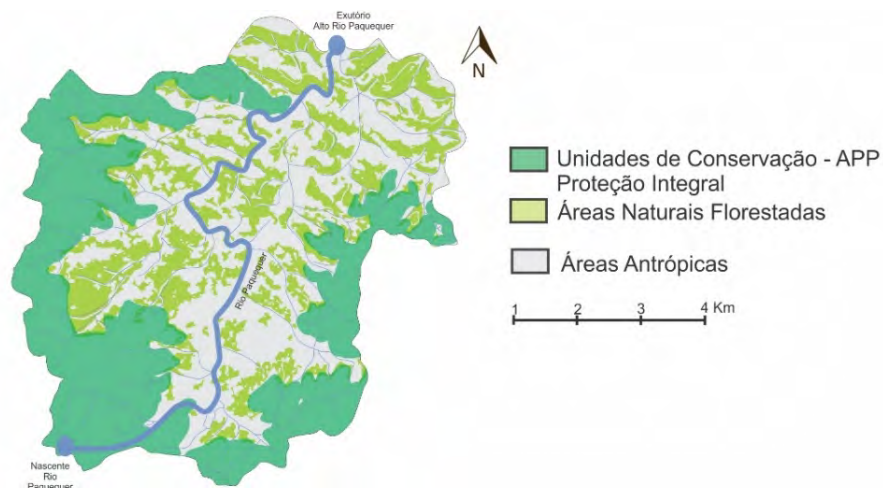 Exutório
Alto Rio Paquequer
N
Unidades de Conservação - APP
Proteção Integral
Áreas Naturais Florestadas
Áreas Antrópicas
1 2 3 4 Km
Rio Paquequer
Nascente
Rio
Paquequer